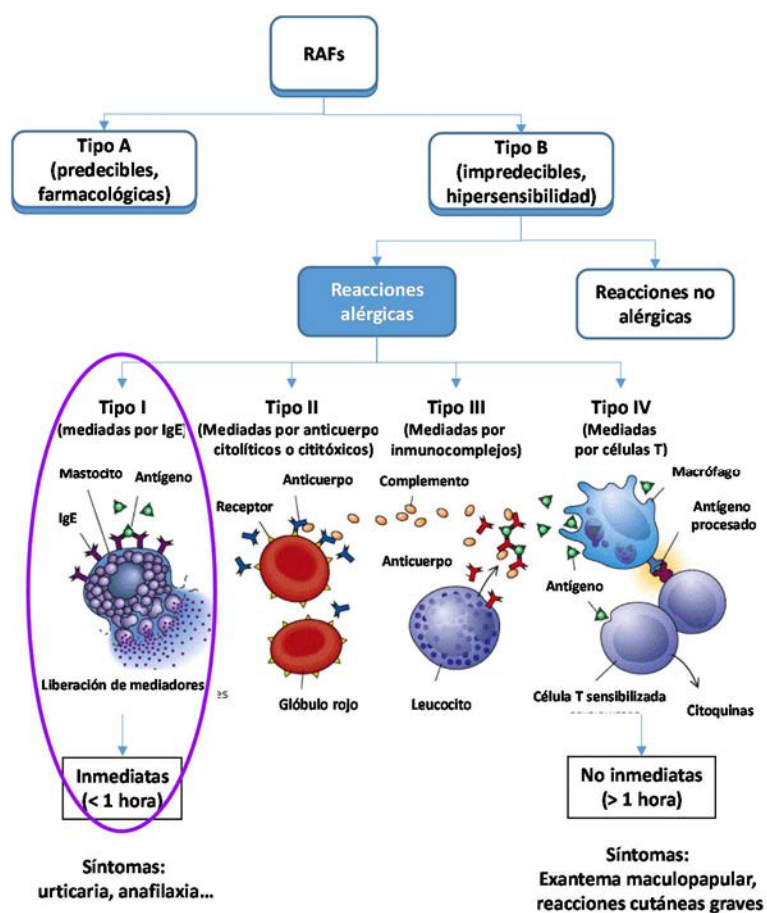 RAFs
Tipo A
(predecibles,
farmacológicas)
Tipo B
(impredecibles,
hipersensibilidad)
Reacciones
alérgicas
Reacciones no
alérgicas
Tipo I
(mediadas por IgE)
Tipo II
(Mediadas por anticuerpo
citolíticos o cititóxicos)
Tipo III
(Mediadas por
inmunocomplejos)
Tipo IV
(Mediadas
por células T)
Mastocito
Antígeno
IgE
Liberación de mediadores
Anticuerpo
Receptor
Glóbulo rojo
Complemento
Anticuerpo
Leucocito
Macrófago
Antígeno
procesado
Antígeno
Célula T sensibilizada
Citoquinas
Inmediatas
(< 1 hora)
No inmediatas
(> 1 hora)
Síntomas:
urticaria, anafilaxia...
Síntomas:
Exantema maculopapular,
reacciones cutáneas graves